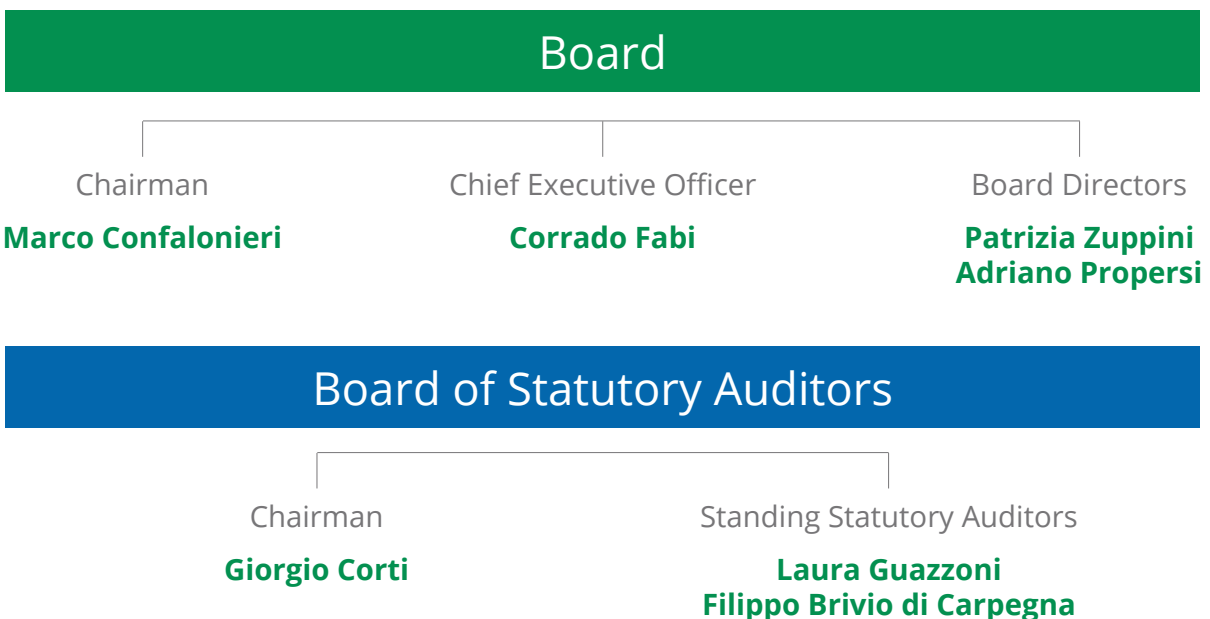 Board
Chairman
Chief Executive Officer
Board Directors
Marco Confalonieri
Corrado Fabi
Patrizia Zuppini
Adriano Propersi
Board of Statutory Auditors
Chairman
Standing Statutory Auditors
Giorgio Corti
Laura Guazzoni
Filippo Brivio di Carpegna